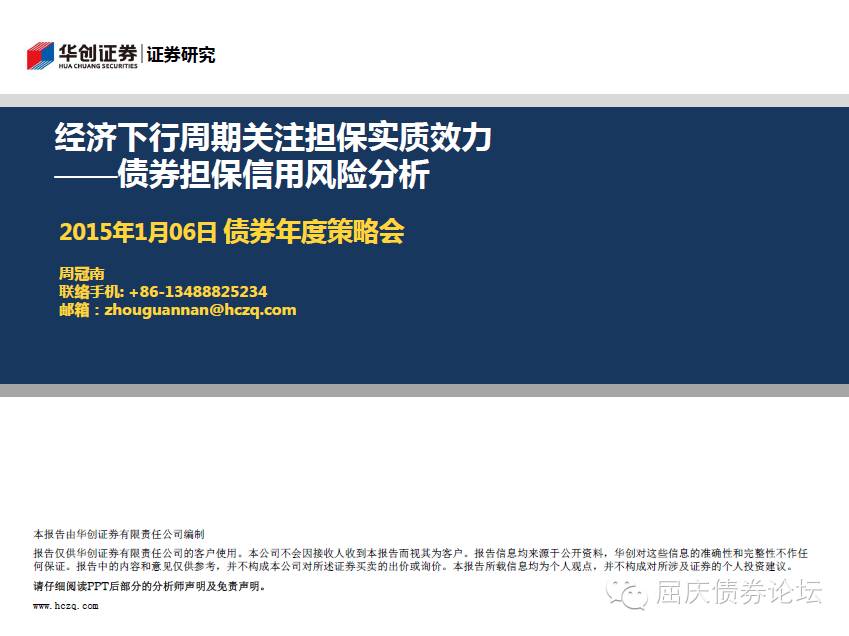 华创证券 证券研究
HUA CHUANG SECURITIES
经济下行周期关注担保实质效力
——债券担保信用风险分析
2015年1月06日 债券年度策略会
周冠南
联络手机: +86-13488825234
邮箱：zhouguannan@hczq.com
本报告由华创证券有限责任公司编制
报告仅供华创证券有限责任公司的客户使用。本公司不会因接收人收到本报告而视其为客户。报告信息均来源于公开资料，华创对这些信息的准确性和完整性不作任
何保证。报告中的内容和意见仅供参考，并不构成本公司对所述证券买卖的出价或询价。本报告所载信息均为个人观点，并不构成对所涉及证券的个人投资建议。
请仔细阅读PPT后部分的分析师声明及免责声明。
www.hczq.com
屈庆债券论坛